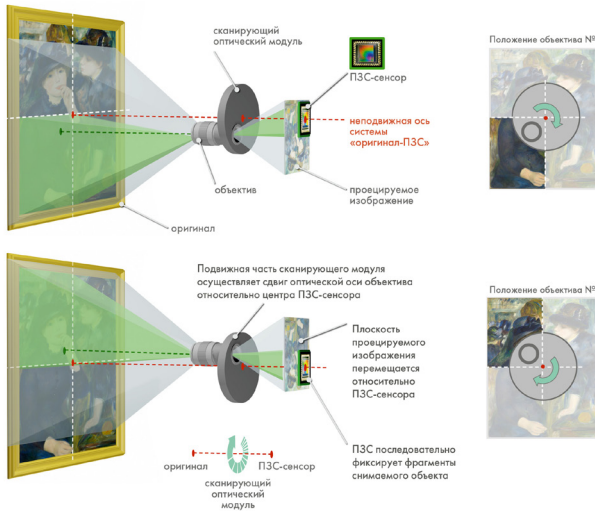 сканирующий
оптический модуль
ПЗС-сенсор
неподвижная ось
системы
«оригинал-ПЗС»
объектив
проецируемое
изображение
оригинал
Положение объектива №
Подвижная часть сканирующего модуля
осуществляет сдвиг оптической оси объектива
относительно центра ПЗС-сенсора
Плоскость
проецируемого
изображения
перемещается
относительно
ПЗС-сенсора
ПЗС последовательно
фиксирует фрагменты
снимаемого объекта
оригинал
ПЗС-сенсор
сканирующий
оптический
модуль
Положение объектива №